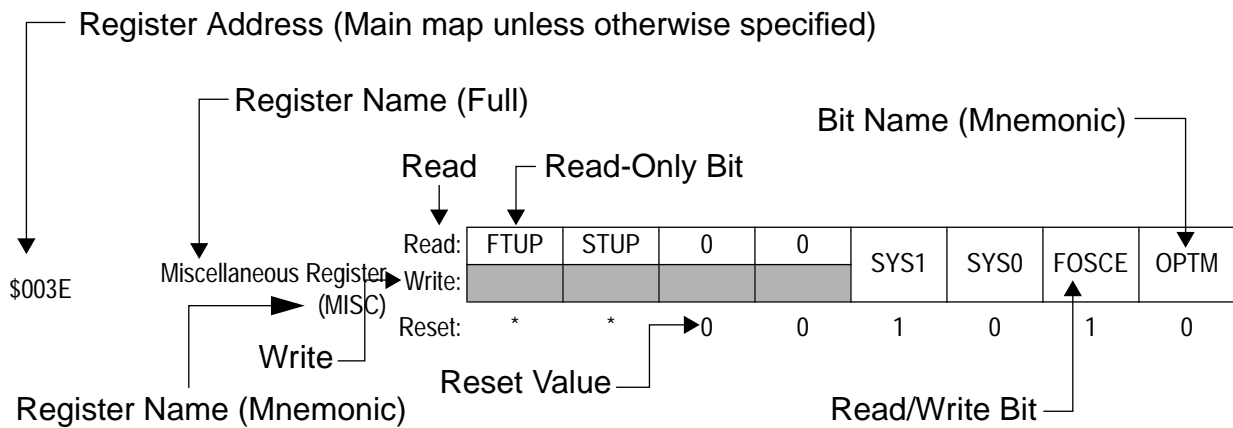 Register Address (Main map unless otherwise specified)
Register Name (Full)
Bit Name (Mnemonic)
Read
Read-Only Bit
Read: FTUP STUP 0 0 SYS1 SYS0 FOSCE OPTM
$003E
Miscellaneous Register
(MISC)
Write:
Reset: * * 0 0 1 0 1 0
Write
Reset Value
Register Name (Mnemonic)
Read/Write Bit